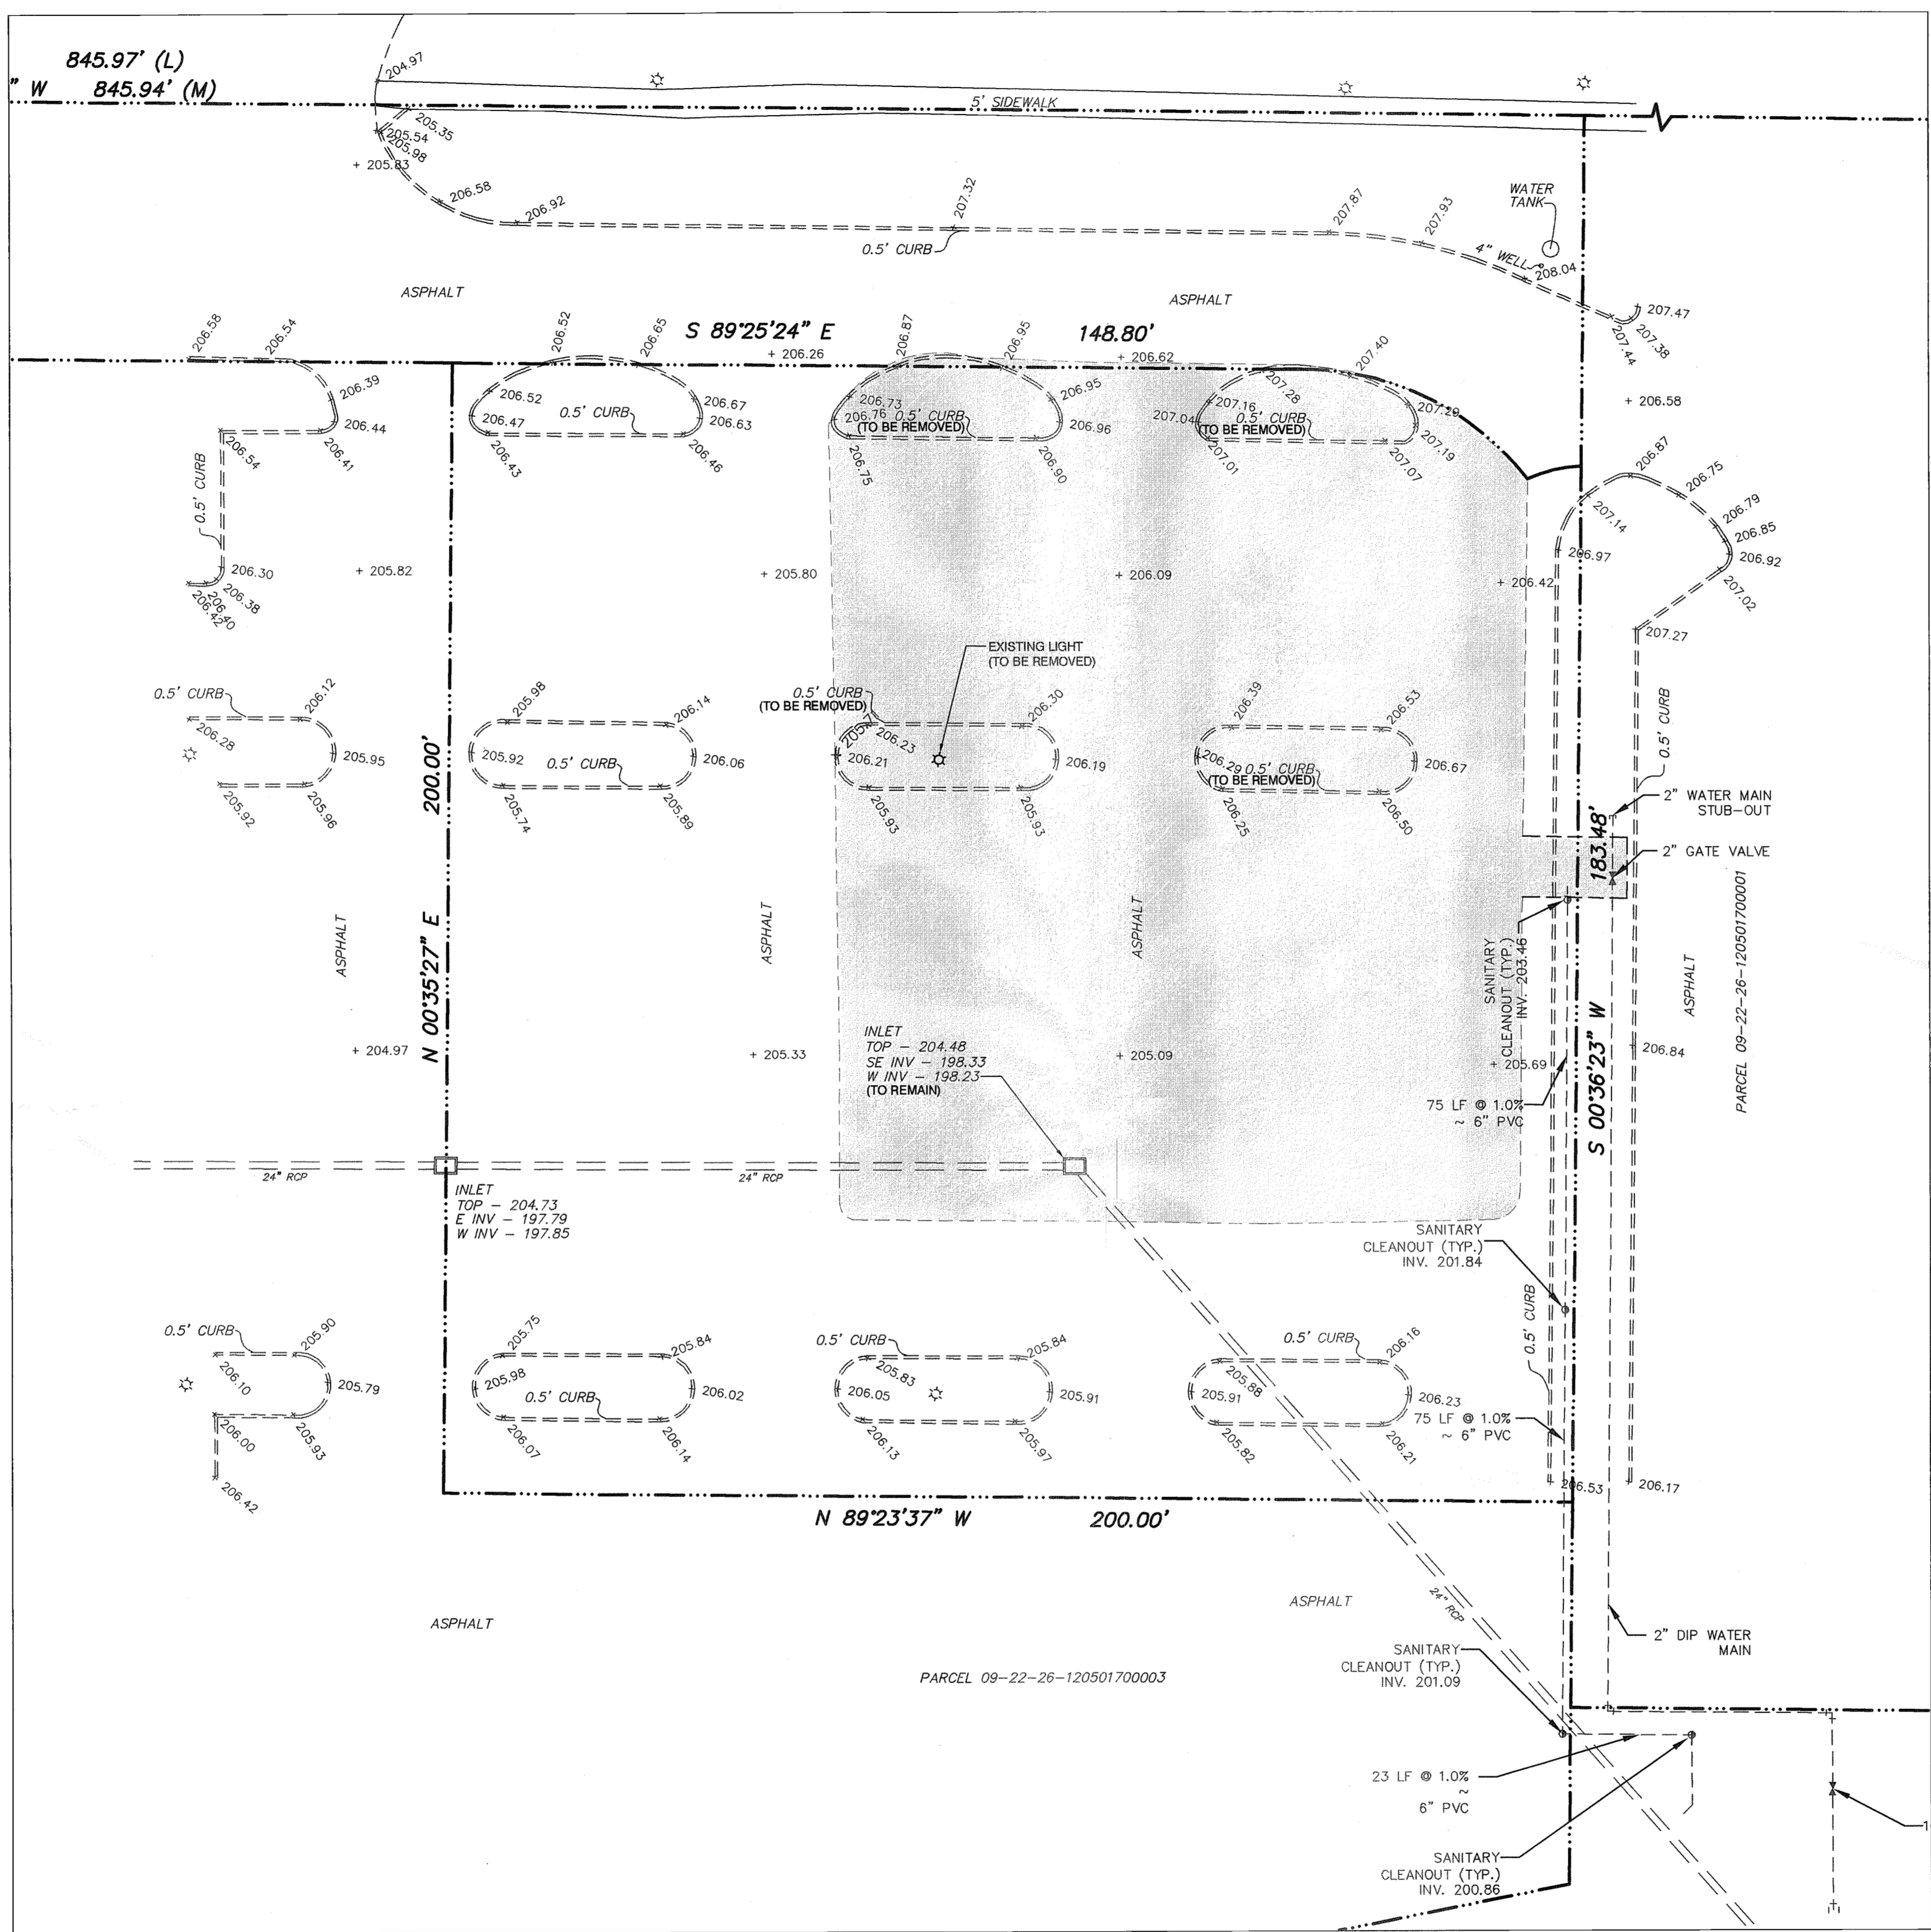 845.97' (L)
" W 845.94' (M)
204.97
5' SIDEWALK
205.35
205.54
205.98
+ 205.83
206.58
206.92
207.32
0.5' CURB
207.87
207.93
WATER
TANK
4" WELL
208.04
207.47
207.38
207.44
ASPHALT
ASPHALT
S 89°25'24" E 148.80'
206.58
206.54
206.52
206.65
+ 206.26
206.87
206.95
+ 206.62
207.40
206.39
206.44
206.41
206.54
206.52
206.47
0.5' CURB
206.67
206.63
206.43
206.46
206.73
206.76
0.5' CURB
(TO BE REMOVED)
206.95
206.96
206.75
206.90
207.28
207.16
207.04
0.5' CURB
(TO BE REMOVED)
207.29
207.19
207.01
207.07
+ 206.58
206.87
206.75
206.79
206.85
206.92
207.02
207.14
206.97
207.27
0.5' CURB
206.30
206.38
206.40
206.42
+ 205.82
+ 205.80
+ 206.09
+ 206.42
EXISTING LIGHT
(TO BE REMOVED)
0.5' CURB
206.12
206.28
205.95
205.92
205.96
205.98
206.14
205.92
0.5' CURB
206.06
205.74
205.89
0.5' CURB
(TO BE REMOVED)
206.30
206.23
206.21
206.19
205.93
205.93
206.39
206.53
206.29
0.5' CURB
(TO BE REMOVED)
206.67
206.25
206.50
0.5' CURB
2" WATER MAIN
STUB-OUT
2" GATE VALVE
183.48'
S 00°36'23" W
N 00°35'27" E 200.00'
ASPHALT
ASPHALT
ASPHALT
ASPHALT
PARCEL 09-22-26-120501700001
SANITARY
CLEANOUT (TYP.)
INV. 203.46
+ 204.97
+ 205.33
+ 205.09
+ 205.69
206.84
INLET
TOP - 204.48
SE INV - 198.33
W INV - 198.23
(TO REMAIN)
75 LF @ 1.0%
~ 6" PVC
24" RCP
24" RCP
INLET
TOP - 204.73
E INV - 197.79
W INV - 197.85
SANITARY
CLEANOUT (TYP.)
INV. 201.84
0.5' CURB
0.5' CURB
205.90
206.10
205.79
206.00
205.93
206.42
205.75
205.84
205.98
0.5' CURB
206.02
206.07
206.14
0.5' CURB
205.84
205.83
206.05
205.91
206.13
205.97
0.5' CURB
206.16
205.88
205.91
206.23
205.82
206.21
75 LF @ 1.0%
~ 6" PVC
206.53
206.17
N 89°23'37" W 200.00'
ASPHALT
ASPHALT
24" RCP
PARCEL 09-22-26-120501700003
SANITARY
CLEANOUT (TYP.)
INV. 201.09
2" DIP WATER
MAIN
23 LF @ 1.0%
~
6" PVC
SANITARY
CLEANOUT (TYP.)
INV. 200.86
1